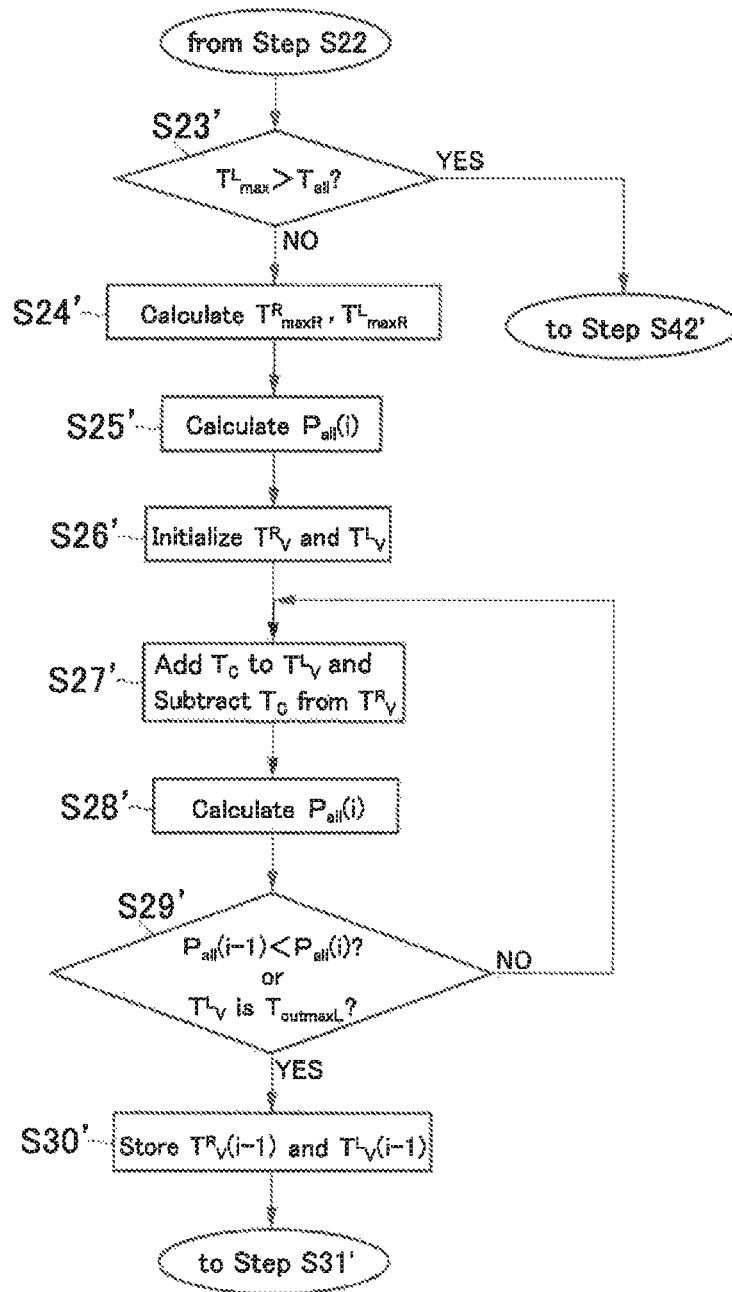 from Step S22
S23'
T^L_max>T_all?
YES
NO
S24'
Calculate T^R_maxR, T^L_maxR
to Step S42'
S25'
Calculate P_all(i)
S26'
Initialize T^R_V and T^L_V
S27'
Add T_C to T^L_V and
Subtract T_C from T^R_V
S28'
Calculate P_all(i)
S29'
P_all(i-1)<P_all(i)?
or
T^L_V is T_outmaxL?
NO
YES
S30'
Store T^R_V(i-1) and T^L_V(i-1)
to Step S31'